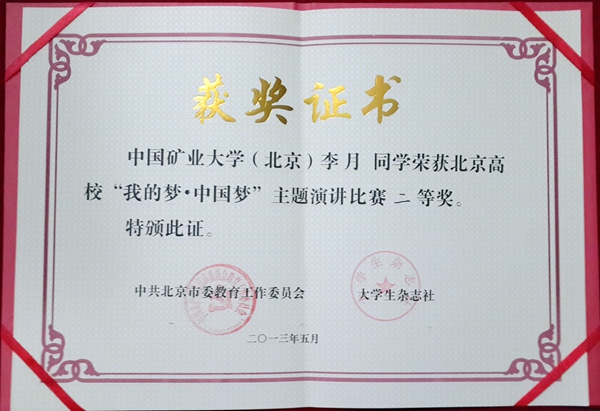 获奖证书
中国矿业大学（北京）李月 同学荣获北京高
校“我的梦·中国梦”主题演讲比赛 二 等奖。
特颁此证。
中共北京市委教育工作委员会 大学生杂志社
二〇一三年五月